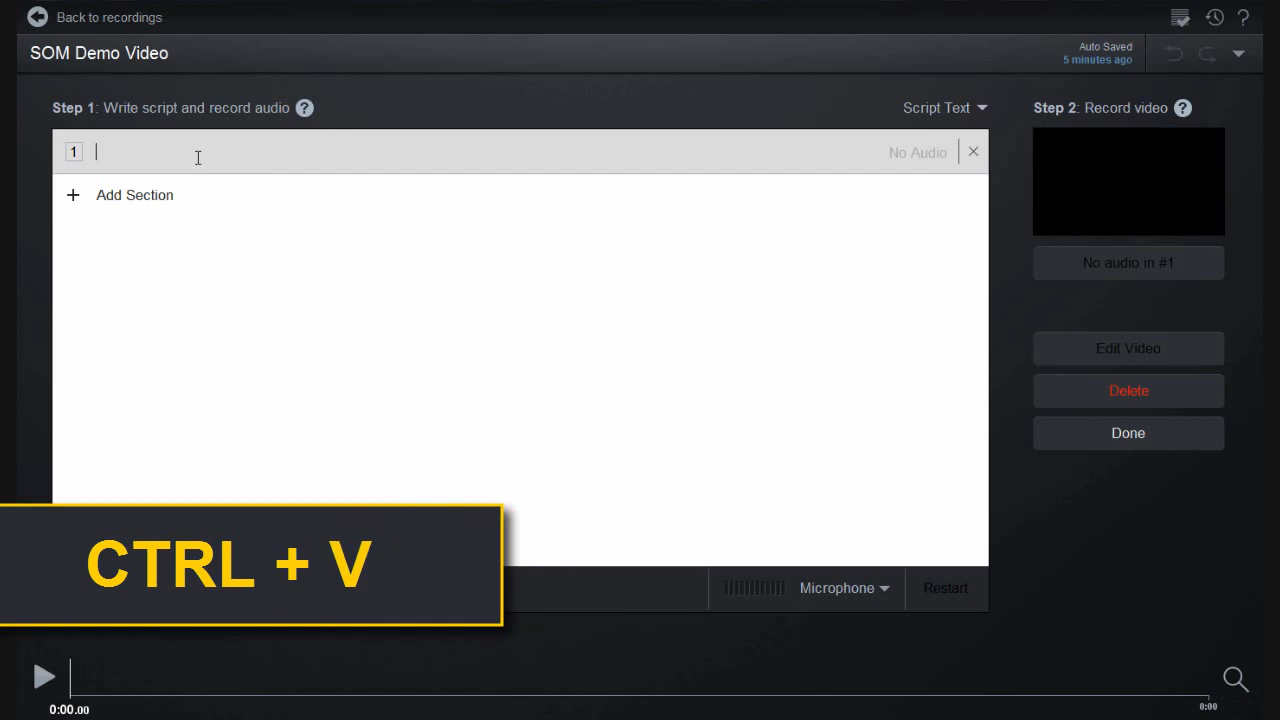 Back to recordings
?
SOM Demo Video
Auto Saved
5 minutes ago
Step 1: Write script and record audio ?
Script Text
Step 2: Record video ?
1
No Audio
+ Add Section
No audio in #1
Edit Video
Delete
Done
CTRL + V
Microphone
Restart
0:00.00
0:00